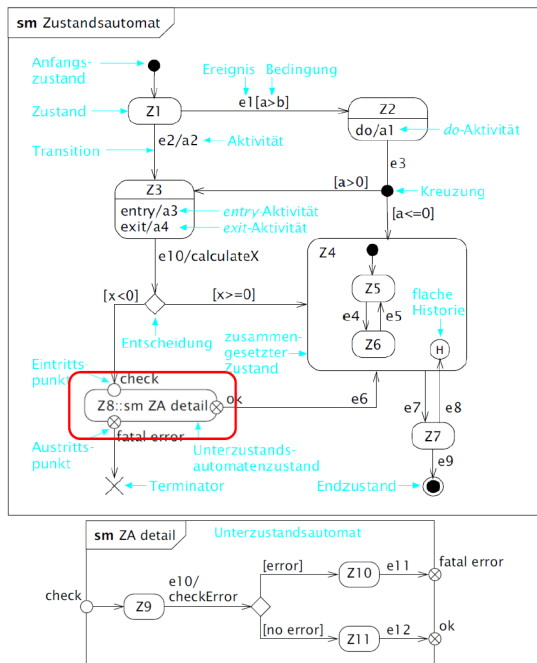 sm Zustandsautomat
Anfangs-
zustand
Ereignis Bedingung
Zustand
Z1
e1[a>b]
Z2
do/a1
do-Aktivität
e2/a2
Aktivität
Transition
e3
Z3
[a>0]
Kreuzung
entry/a3
entry-Aktivität
exit/a4
exit-Aktivität
[a<=0]
Z4
e10/calculateX
Z5
flache
Historie
e4
e5
[x<0]
[x>=0]
Entscheidung
zusammen-
gesetzter
Zustand
Z6
H
Eintritts-
punkt
check
Z8::sm ZA detail
ok
e6
e7
e8
Z7
Austritts-
punkt
fatal error
Unterzustands-
automatenzustand
e9
Terminator
Endzustand
sm ZA detail
Unterzustandsautomat
check
Z9
e10/
checkError
[error]
Z10
e11
fatal error
[no error]
Z11
e12
ok